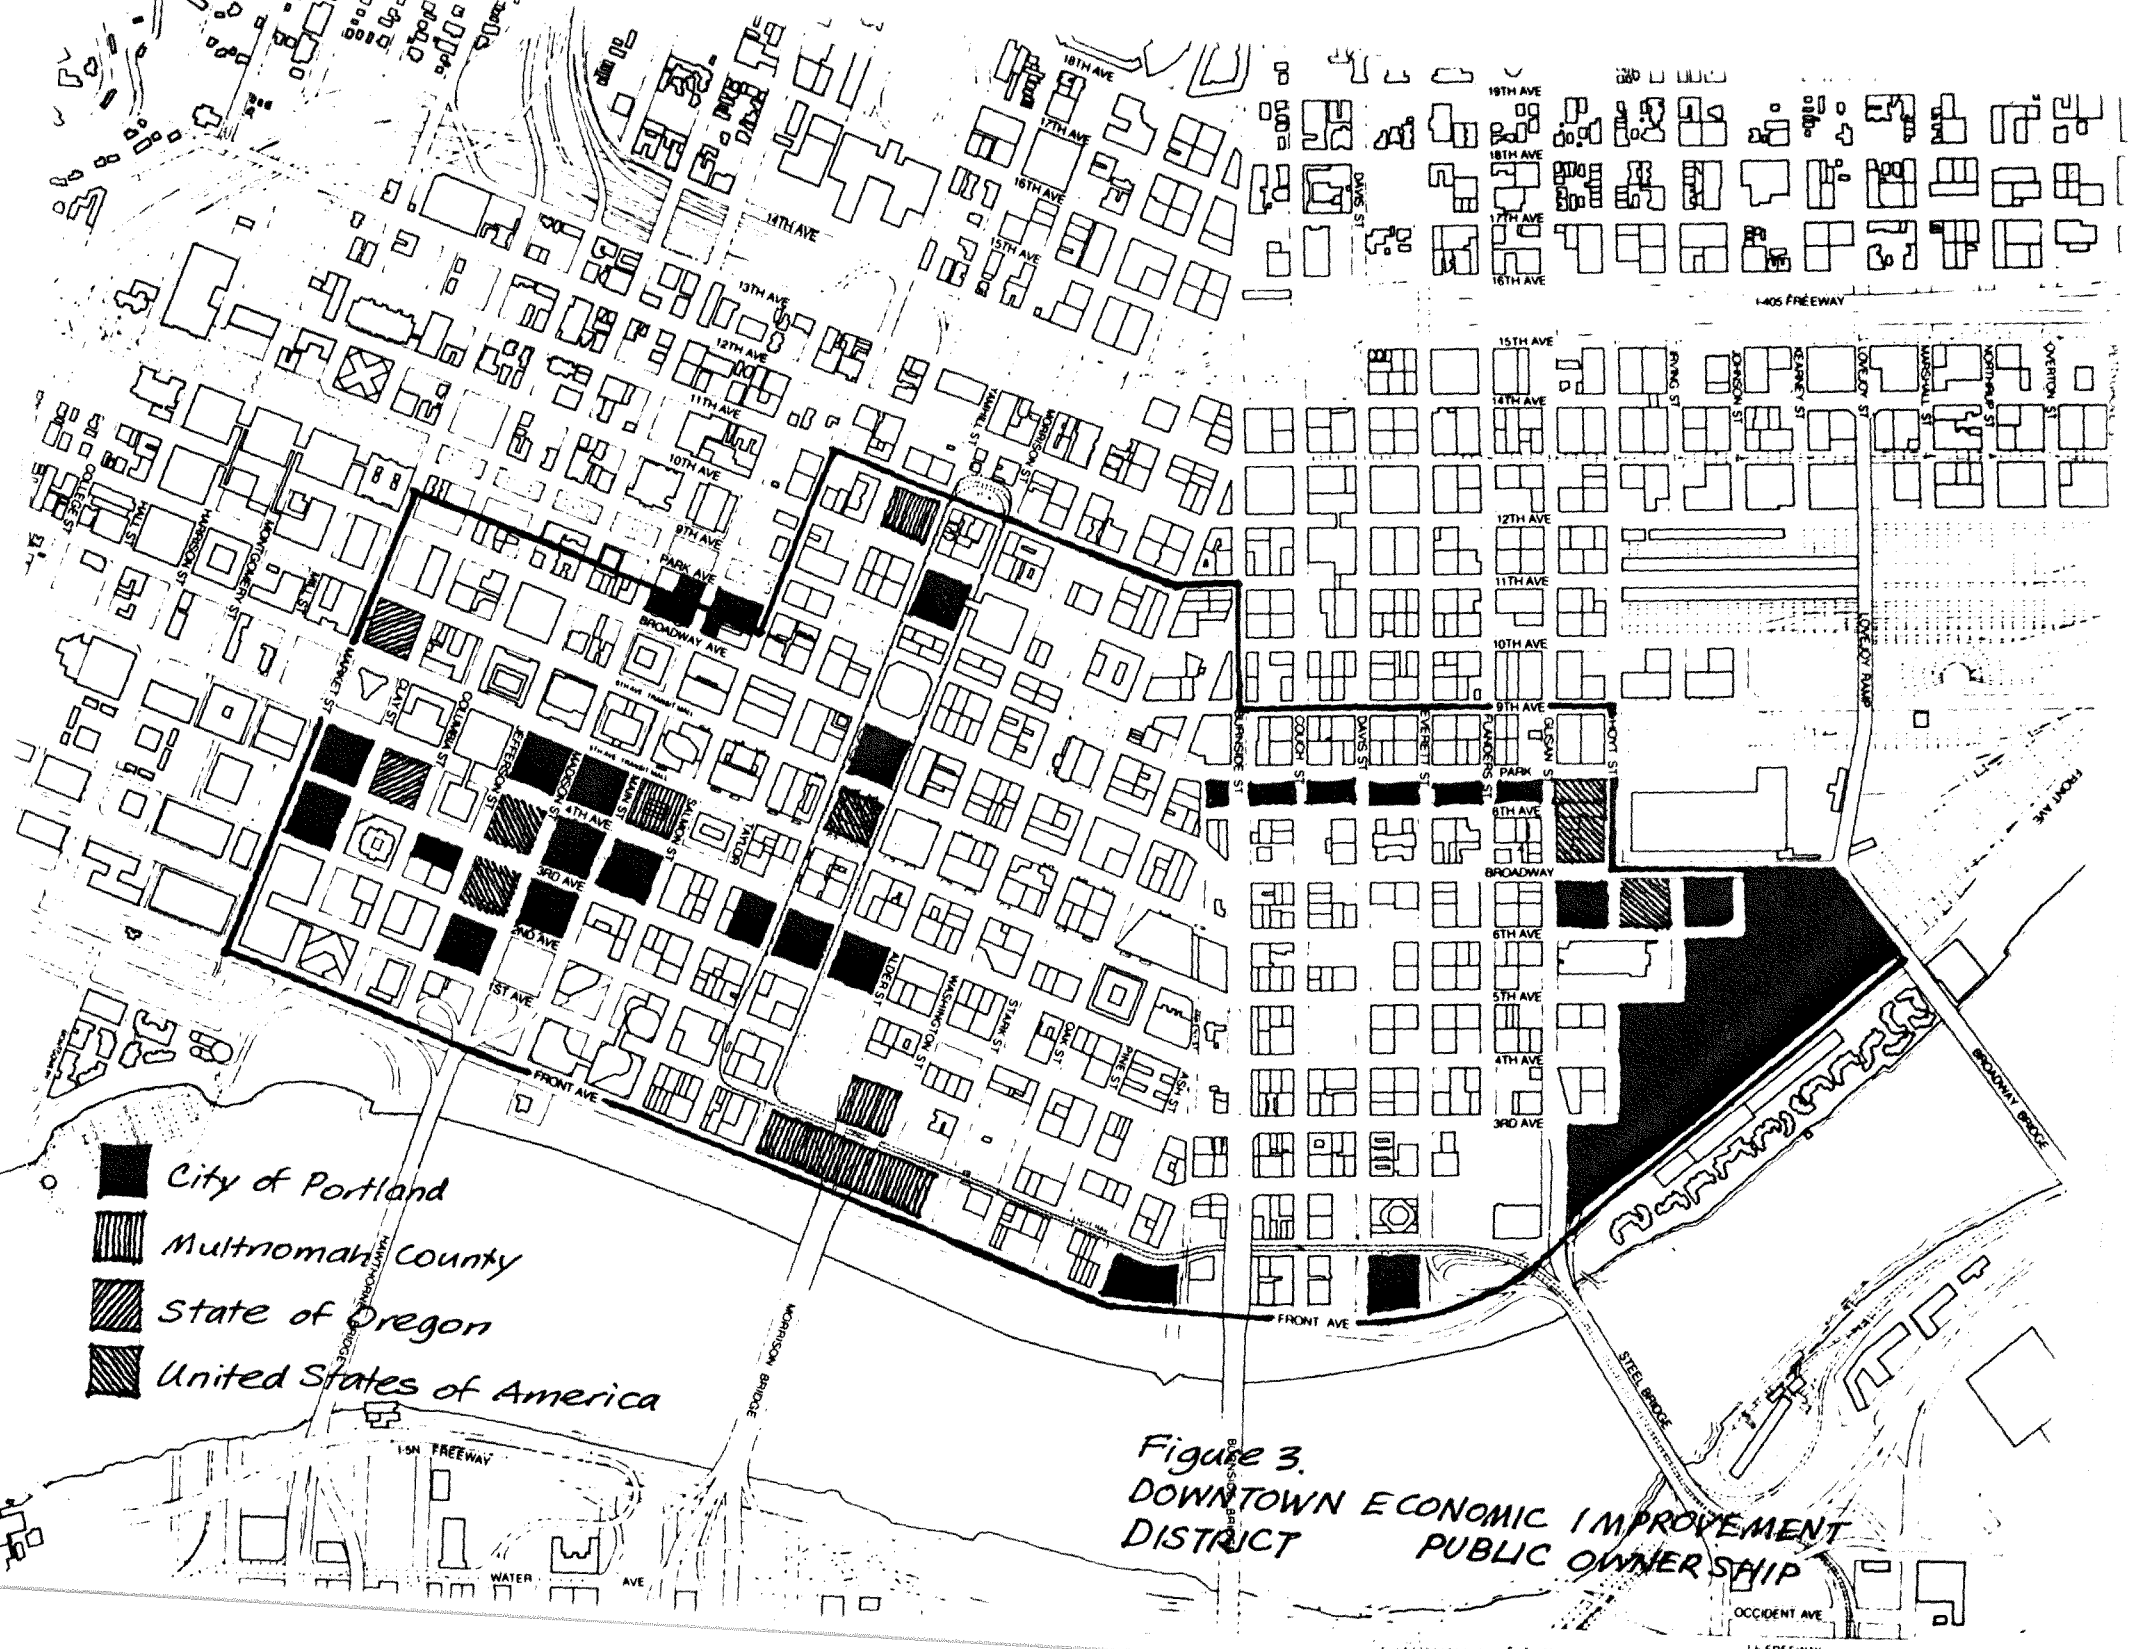 18TH AVE
19TH AVE
17TH AVE
18TH AVE
16TH AVE
DAVIS ST
17TH AVE
14TH AVE
15TH AVE
16TH AVE
13TH AVE
I-405 FREEWAY
12TH AVE
15TH AVE
IRVING ST
JOHNSON ST
KEARNEY ST
LOVEJOY ST
MARSHALL ST
NORTHRUP ST
OVERTON ST
11TH AVE
YAMHILL ST
MORRISON ST
14TH AVE
10TH AVE
COLLEGE ST
HALL ST
HARRISON ST
MONTGOMERY ST
MILL ST
9TH AVE
12TH AVE
PARK AVE
11TH AVE
BROADWAY AVE
10TH AVE
LOVEJOY RAMP
MARKET ST
CLAY ST
COLUMBIA ST
6TH AVE TRANSIT MALL
9TH AVE
JEFFERSON ST
5TH AVE TRANSIT MALL
BURNSIDE ST
COUCH ST
DAVIS ST
EVERETT ST
FLANDERS ST
GLISAN ST
HOYT ST
MADISON ST
MAIN ST
SALMON ST
TAYLOR
PARK
4TH AVE
8TH AVE
FRONT AVE
3RD AVE
BROADWAY
2ND AVE
6TH AVE
1ST AVE
ALDER ST
WASHINGTON ST
STARK ST
OAK ST
PINE ST
ASH ST
5TH AVE
4TH AVE
FRONT AVE
3RD AVE
BROADWAY BRIDGE
City of Portland
Multnomah County
State of Oregon
United States of America
HAWTHORNE BRIDGE
MORRISON BRIDGE
FRONT AVE
STEEL BRIDGE
BURNSIDE BRIDGE
I-5N FREEWAY
Figure 3.
DOWNTOWN ECONOMIC IMPROVEMENT
DISTRICT PUBLIC OWNERSHIP
WATER AVE
OCCIDENT AVE